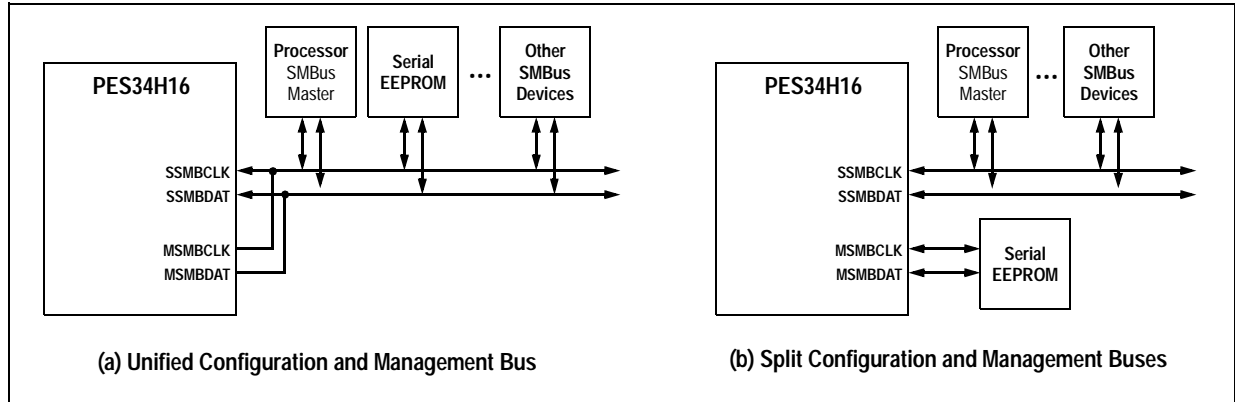 PES34H16
Processor
SMBus
Master
Serial
EEPROM
...
Other
SMBus
Devices
SSMBCLK
SSMBDAT
MSMBCLK
MSMBDAT
(a) Unified Configuration and Management Bus
PES34H16
Processor
SMBus
Master
...
Other
SMBus
Devices
SSMBCLK
SSMBDAT
MSMBCLK
MSMBDAT
Serial
EEPROM
(b) Split Configuration and Management Buses